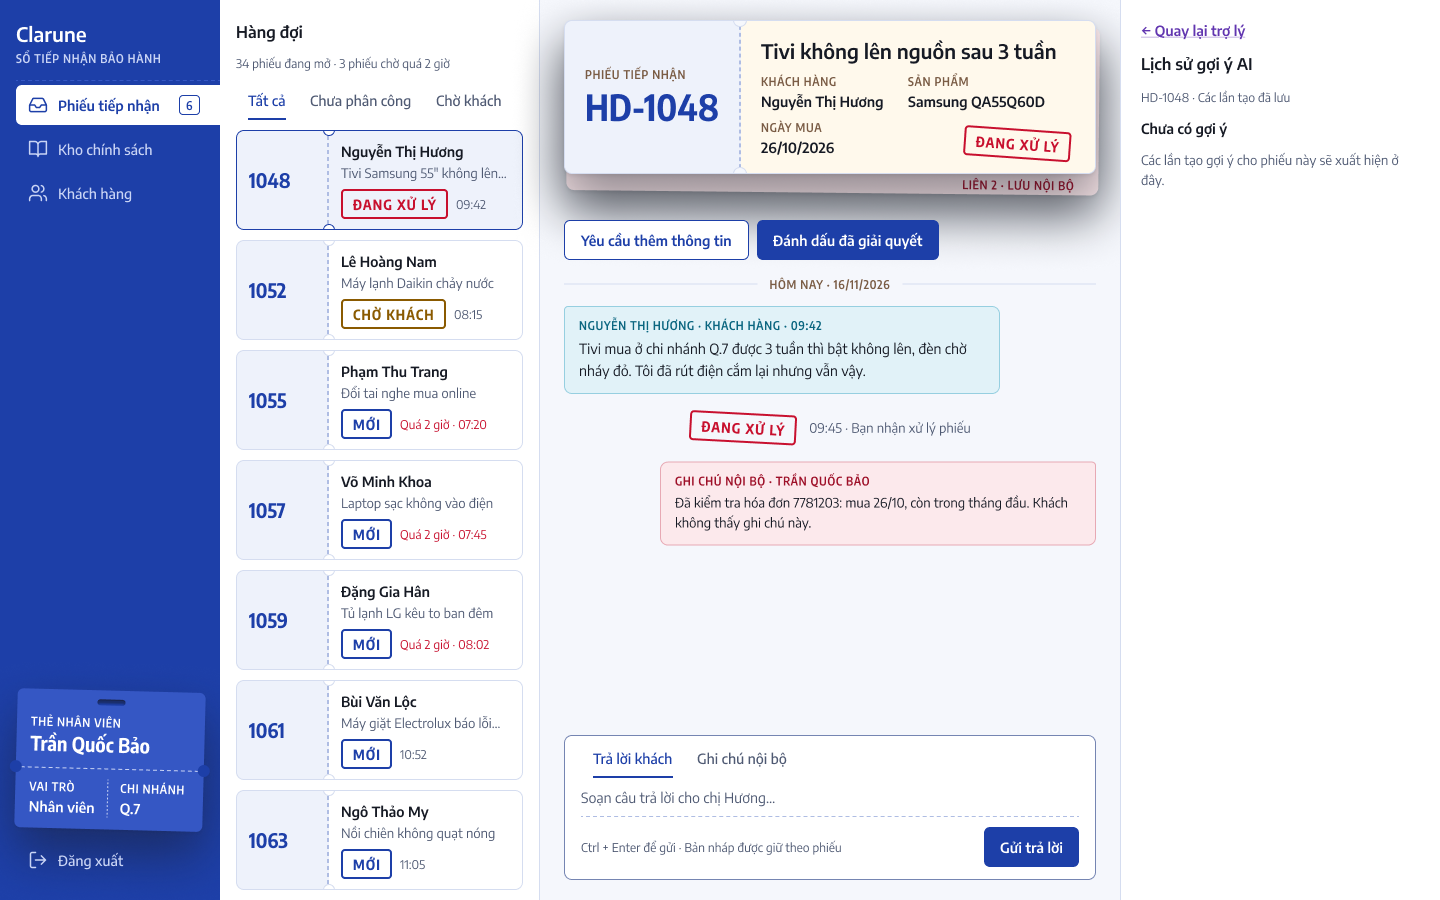 Clarune
SỔ TIẾP NHẬN BẢO HÀNH
Phiếu tiếp nhận 6
Kho chính sách
Khách hàng
THẺ NHÂN VIÊN
Trần Quốc Bảo
VAI TRÒ
Nhân viên
CHI NHÁNH
Q.7
Đăng xuất
Hàng đợi
34 phiếu đang mở · 3 phiếu chờ quá 2 giờ
Tất cả Chưa phân công Chờ khách
1048
Nguyễn Thị Hương
Tivi Samsung 55" không lên...
ĐANG XỬ LÝ 09:42
1052
Lê Hoàng Nam
Máy lạnh Daikin chảy nước
CHỜ KHÁCH 08:15
1055
Phạm Thu Trang
Đổi tai nghe mua online
MỚI Quá 2 giờ · 07:20
1057
Võ Minh Khoa
Laptop sạc không vào điện
MỚI Quá 2 giờ · 07:45
1059
Đặng Gia Hân
Tủ lạnh LG kêu to ban đêm
MỚI Quá 2 giờ · 08:02
1061
Bùi Văn Lộc
Máy giặt Electrolux báo lỗi...
MỚI 10:52
1063
Ngô Thảo My
Nồi chiên không quạt nóng
MỚI 11:05
PHIẾU TIẾP NHẬN
HD-1048
Tivi không lên nguồn sau 3 tuần
KHÁCH HÀNG
Nguyễn Thị Hương
SẢN PHẨM
Samsung QA55Q60D
NGÀY MUA
26/10/2026
ĐANG XỬ LÝ
LIÊN 2 · LƯU NỘI BỘ
Yêu cầu thêm thông tin
Đánh dấu đã giải quyết
HÔM NAY · 16/11/2026
NGUYỄN THỊ HƯƠNG · KHÁCH HÀNG · 09:42
Tivi mua ở chi nhánh Q.7 được 3 tuần thì bật không lên, đèn chờ
nháy đỏ. Tôi đã rút điện cắm lại nhưng vẫn vậy.
ĐANG XỬ LÝ 09:45 · Bạn nhận xử lý phiếu
GHI CHÚ NỘI BỘ · TRẦN QUỐC BẢO
Đã kiểm tra hóa đơn 7781203: mua 26/10, còn trong tháng đầu. Khách
không thấy ghi chú này.
Trả lời khách Ghi chú nội bộ
Soạn câu trả lời cho chị Hương...
Ctrl + Enter để gửi · Bản nháp được giữ theo phiếu
Gửi trả lời
← Quay lại trợ lý
Lịch sử gợi ý AI
HD-1048 · Các lần tạo đã lưu
Chưa có gợi ý
Các lần tạo gợi ý cho phiếu này sẽ xuất hiện ở
đây.